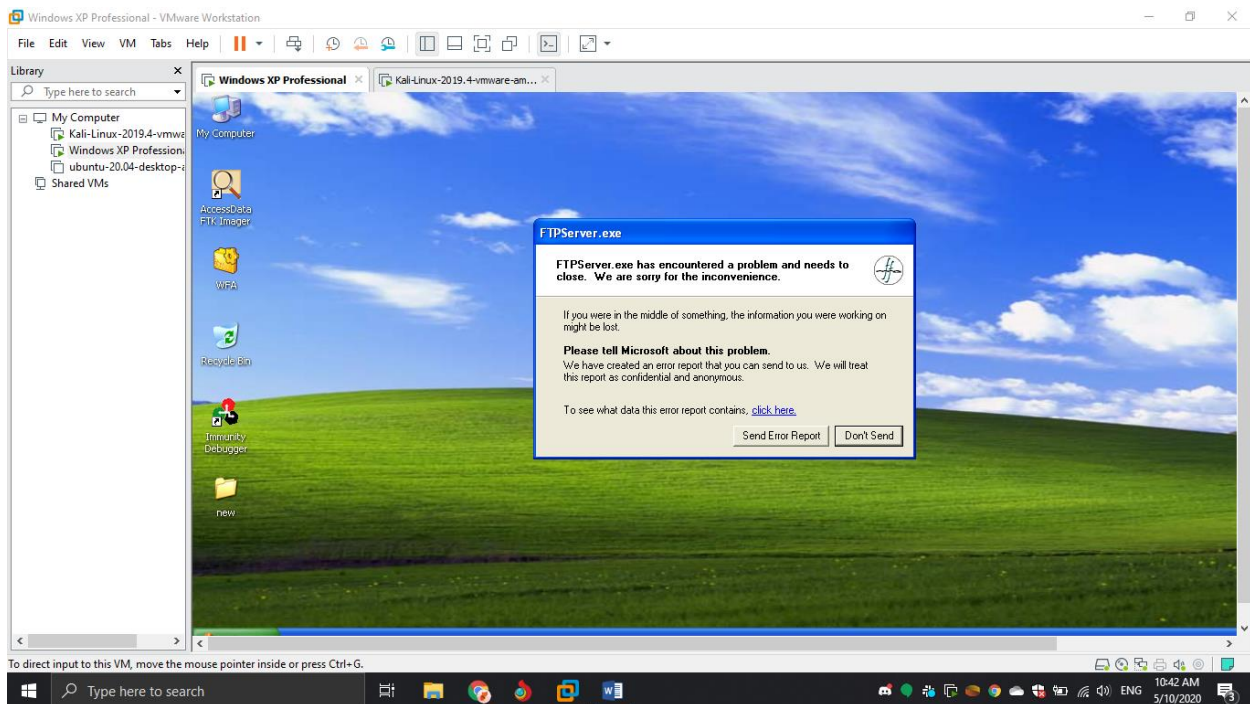 Windows XP Professional - VMware Workstation
File Edit View VM Tabs Help
Library
Type here to search
My Computer
Kali-Linux-2019.4-vmwa
Windows XP Profession
ubuntu-20.04-desktop-a
Shared VMs
Windows XP Professional
Kali-Linux-2019.4-vmware-am...
My Computer
AccessData
FTK Imager
WFA
Recycle Bin
Immunity
Debugger
new
FTPServer.exe
FTPServer.exe has encountered a problem and needs to
close. We are sorry for the inconvenience.
If you were in the middle of something, the information you were working on
might be lost.
Please tell Microsoft about this problem.
We have created an error report that you can send to us. We will treat
this report as confidential and anonymous.
To see what data this error report contains, click here.
Send Error Report Don't Send
To direct input to this VM, move the mouse pointer inside or press Ctrl+G.
Type here to search
ENG
10:42 AM
5/10/2020
3